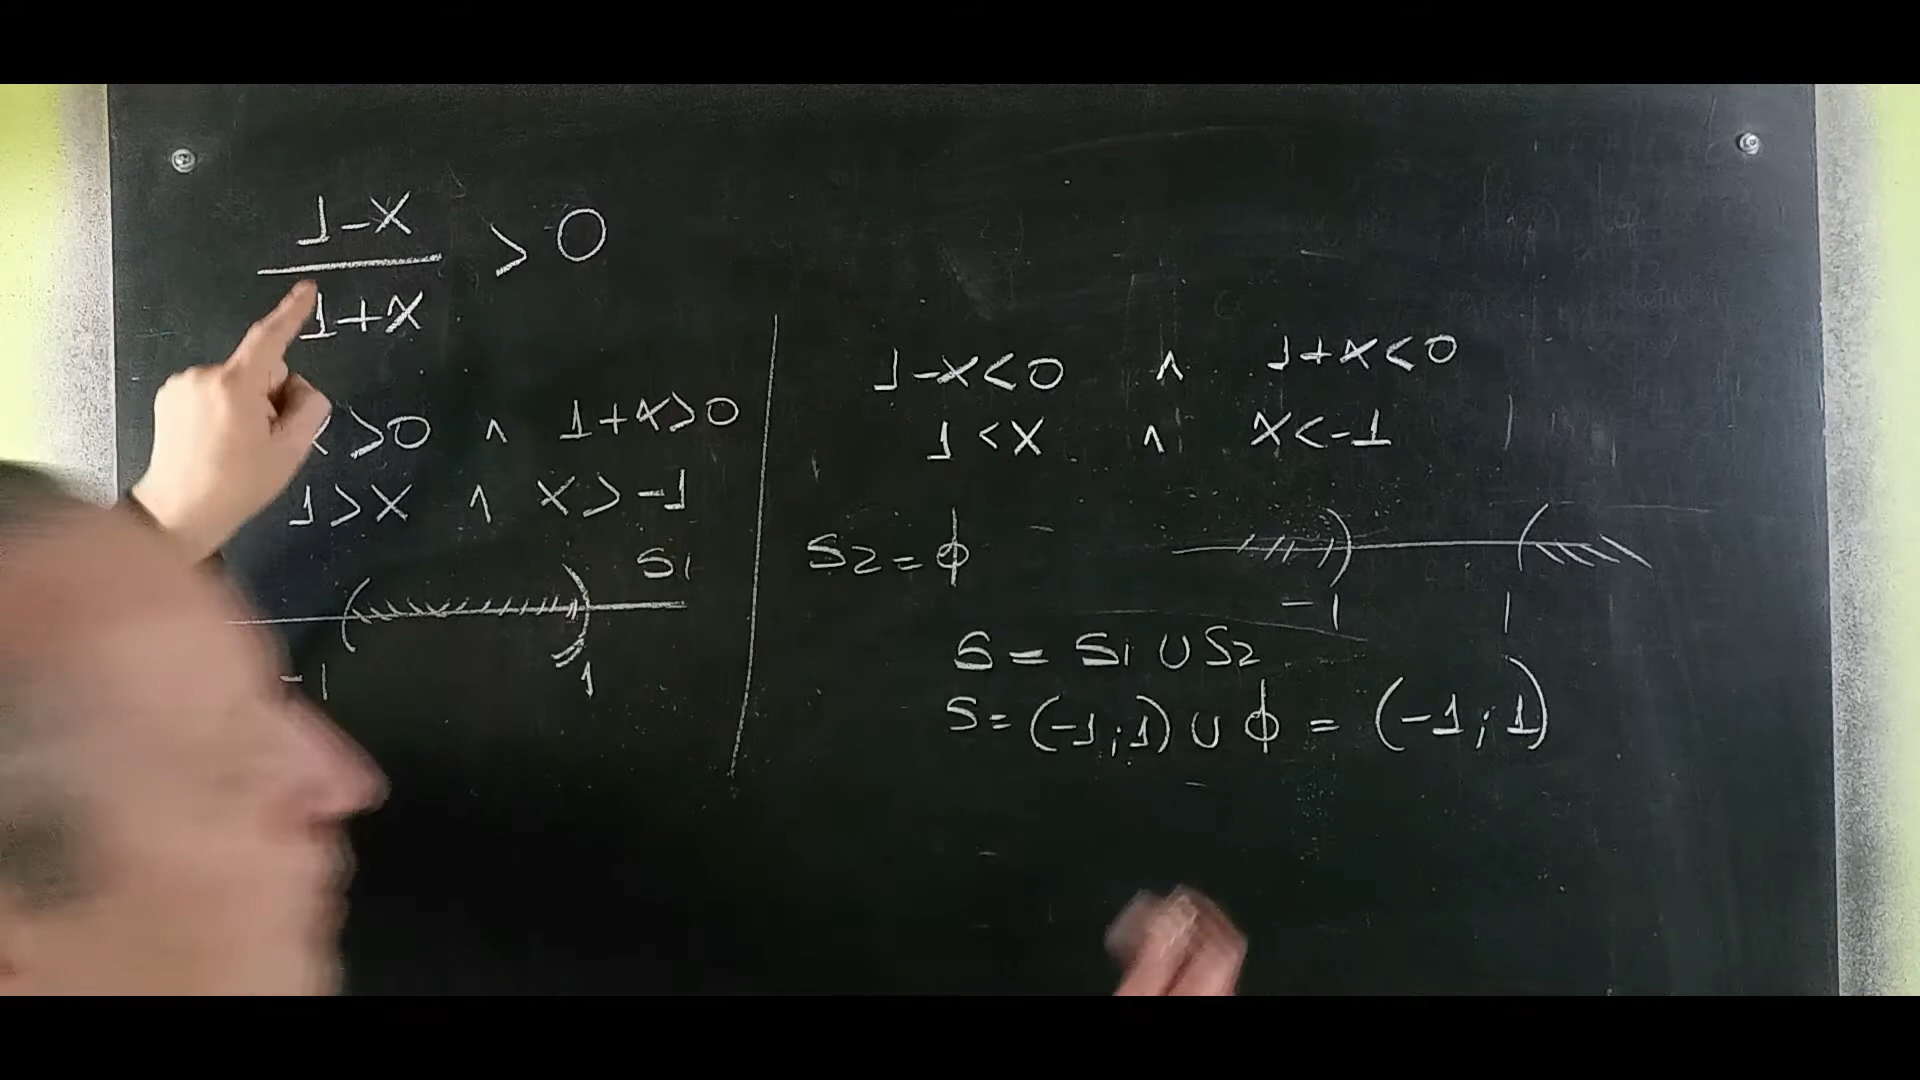 1-x
> 0
1+x
x>0 ∧ 1+x>0
1>x ∧ x>-1
S1
-1 1
1-x<0 ∧ 1+x<0
1<x ∧ x<-1
S2=ϕ
-1 1
S = S1 ∪ S2
S=(-1;1) ∪ ϕ = (-1;1)